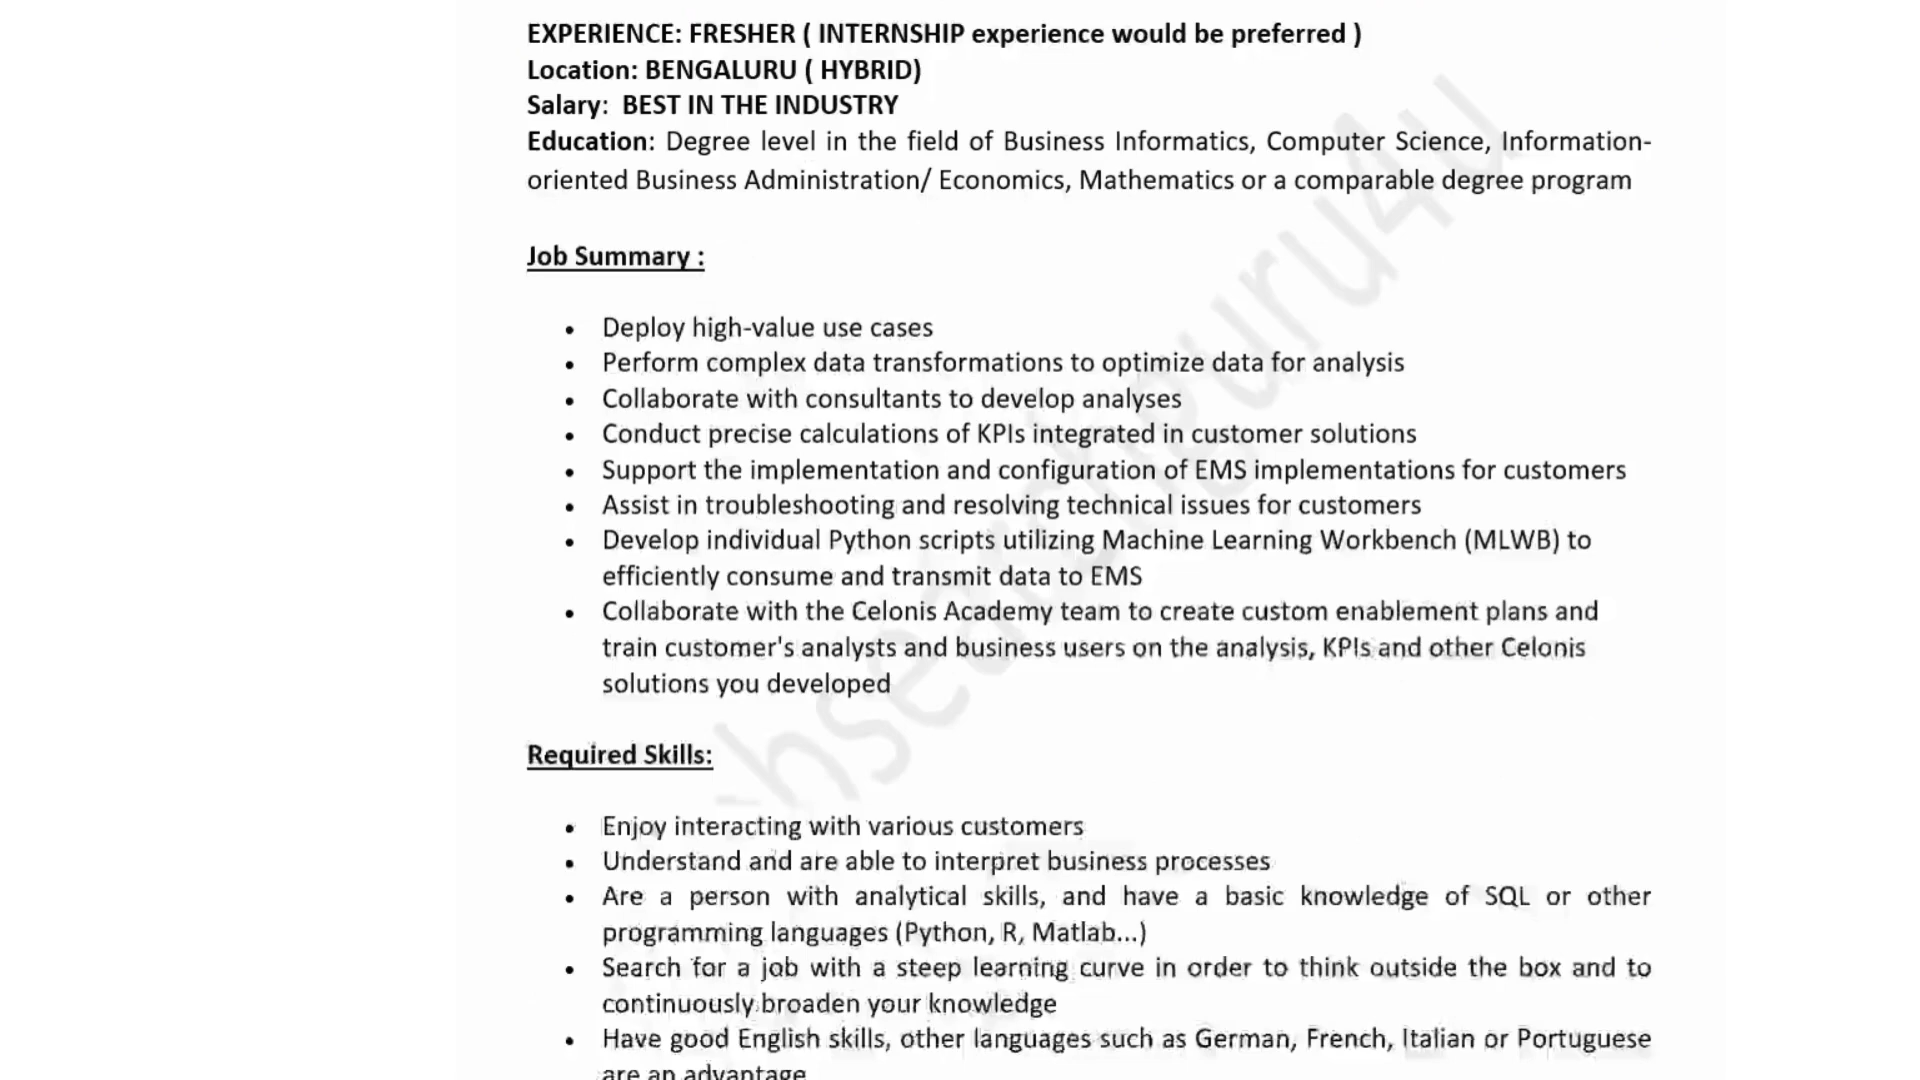 EXPERIENCE: FRESHER ( INTERNSHIP experience would be preferred )
Location: BENGALURU ( HYBRID)
Salary: BEST IN THE INDUSTRY
Education: Degree level in the field of Business Informatics, Computer Science, Information-
oriented Business Administration/ Economics, Mathematics or a comparable degree program
Job Summary :
• Deploy high-value use cases
• Perform complex data transformations to optimize data for analysis
• Collaborate with consultants to develop analyses
• Conduct precise calculations of KPIs integrated in customer solutions
• Support the implementation and configuration of EMS implementations for customers
• Assist in troubleshooting and resolving technical issues for customers
• Develop individual Python scripts utilizing Machine Learning Workbench (MLWB) to
efficiently consume and transmit data to EMS
• Collaborate with the Celonis Academy team to create custom enablement plans and
train customer's analysts and business users on the analysis, KPIs and other Celonis
solutions you developed
Required Skills:
• Enjoy interacting with various customers
• Understand and are able to interpret business processes
• Are a person with analytical skills, and have a basic knowledge of SQL or other
programming languages (Python, R, Matlab...)
• Search for a job with a steep learning curve in order to think outside the box and to
continuously broaden your knowledge
• Have good English skills, other languages such as German, French, Italian or Portuguese
are an advantage